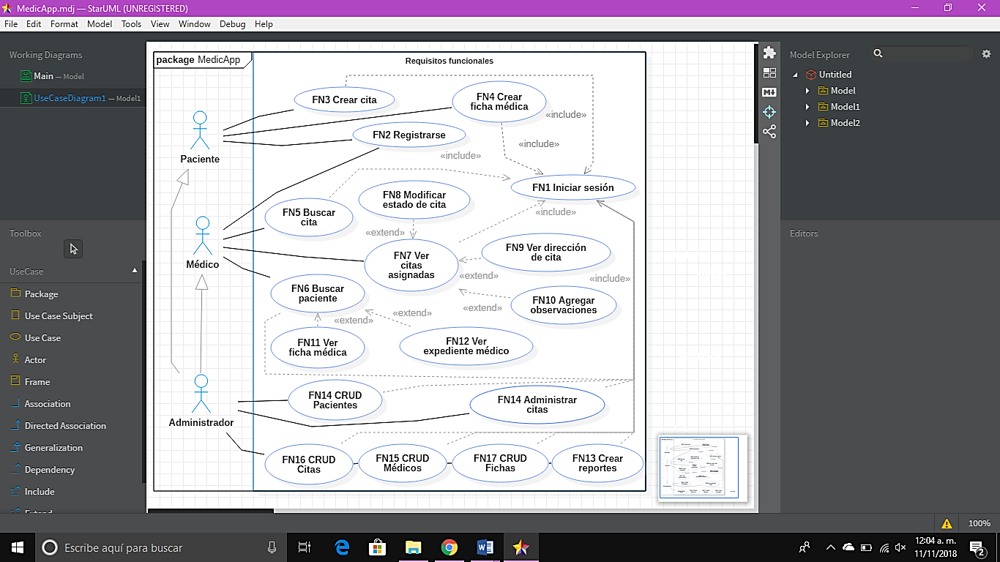 MedicApp.mdj — StarUML (UNREGISTERED)
File Edit Format Model Tools View Window Debug Help
Working Diagrams
Main — Model
UseCaseDiagram1 — Model1
Toolbox
UseCase
Package
Use Case Subject
Use Case
Actor
Frame
Association
Directed Association
Generalization
Dependency
Include
Extend
package MedicApp
Requisitos funcionales
Paciente
Médico
Administrador
FN3 Crear cita
FN4 Crear
ficha médica
«include»
FN2 Registrarse
«include»
«include»
FN1 Iniciar sesión
FN8 Modificar
estado de cita
FN5 Buscar
cita
«include»
«extend»
FN7 Ver
citas
asignadas
FN9 Ver dirección
de cita
«extend»
«include»
FN6 Buscar
paciente
FN10 Agregar
observaciones
«extend»
«extend»
«extend»
FN11 Ver
ficha médica
FN12 Ver
expediente médico
FN14 CRUD
Pacientes
FN14 Administrar
citas
FN16 CRUD
Citas
FN15 CRUD
Médicos
FN17 CRUD
Fichas
FN13 Crear
reportes
Model Explorer
Untitled
Model
Model1
Model2
Editors
100%
Escribe aquí para buscar
12:04 a. m.
11/11/2018
2